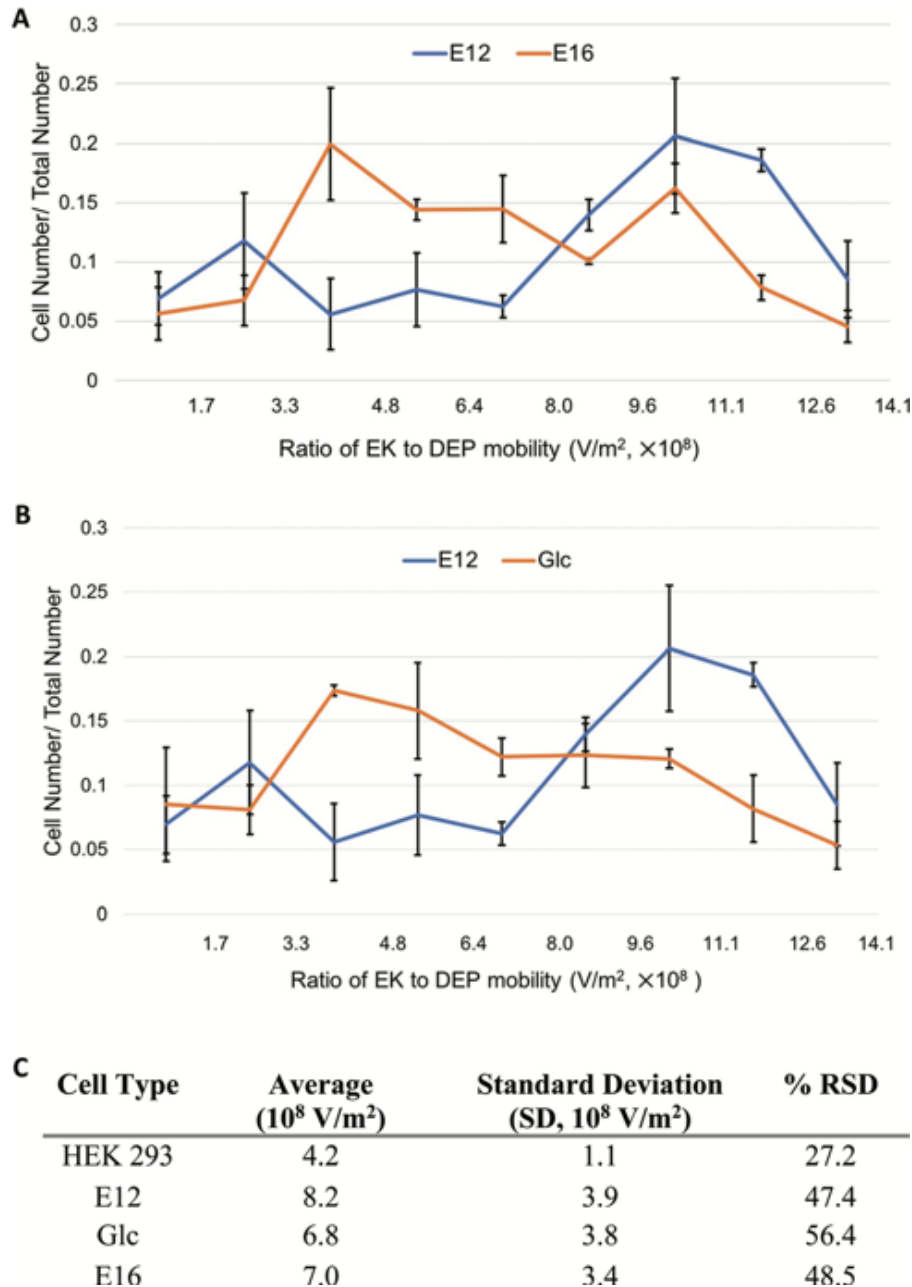 A
0.3
E12 E16
0.25
0.2
0.15
0.1
0.05
0
Cell Number/ Total Number
1.7 3.3 4.8 6.4 8.0 9.6 11.1 12.6 14.1
Ratio of EK to DEP mobility (V/m², ×10⁸)
B
0.3
E12 Glc
0.25
0.2
0.15
0.1
0.05
0
Cell Number/ Total Number
1.7 3.3 4.8 6.4 8.0 9.6 11.1 12.6 14.1
Ratio of EK to DEP mobility (V/m², ×10⁸ )
C
Cell Type Average Standard Deviation % RSD
(10⁸ V/m²) (SD, 10⁸ V/m²)
HEK 293 4.2 1.1 27.2
E12 8.2 3.9 47.4
Glc 6.8 3.8 56.4
E16 7.0 3.4 48.5